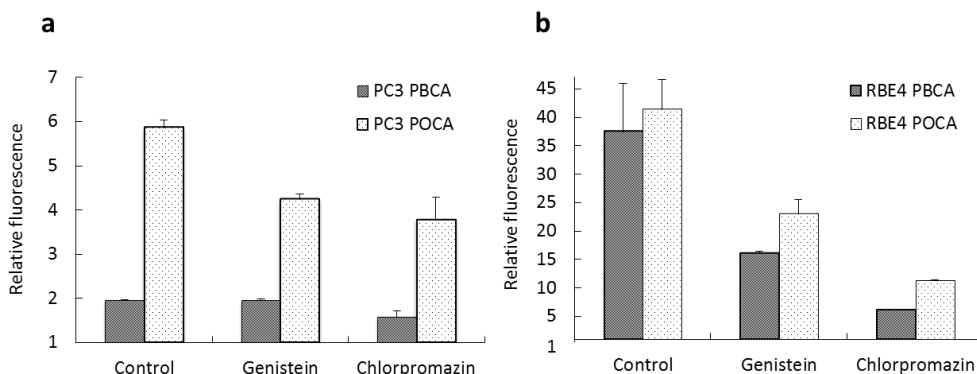 a
Relative fluorescence
7
6
5
4
3
2
1
PC3 PBCA
PC3 POCA
Control Genistein Chlorpromazin
b
Relative fluorescence
45
40
35
30
25
20
15
10
5
1
RBE4 PBCA
RBE4 POCA
Control Genistein Chlorpromazin